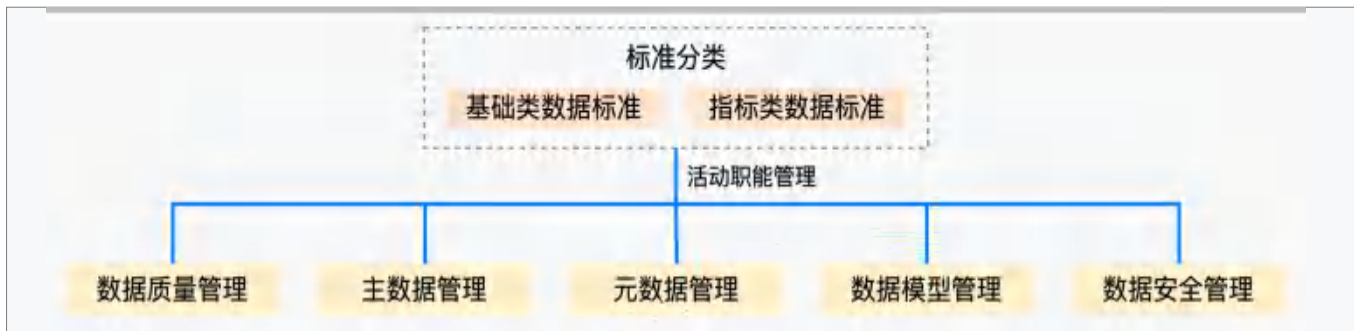 标准分类
基础类数据标准 指标类数据标准
活动职能管理
数据质量管理 主数据管理 元数据管理 数据模型管理 数据安全管理